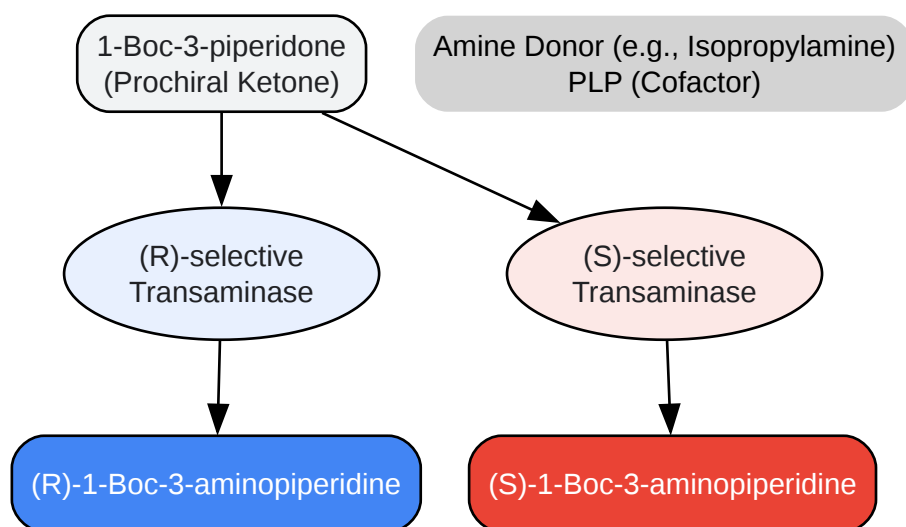 1-Boc-3-piperidone
(Prochiral Ketone)
Amine Donor (e.g., Isopropylamine)
PLP (Cofactor)
(R)-selective
Transaminase
(S)-selective
Transaminase
(R)-1-Boc-3-aminopiperidine
(S)-1-Boc-3-aminopiperidine